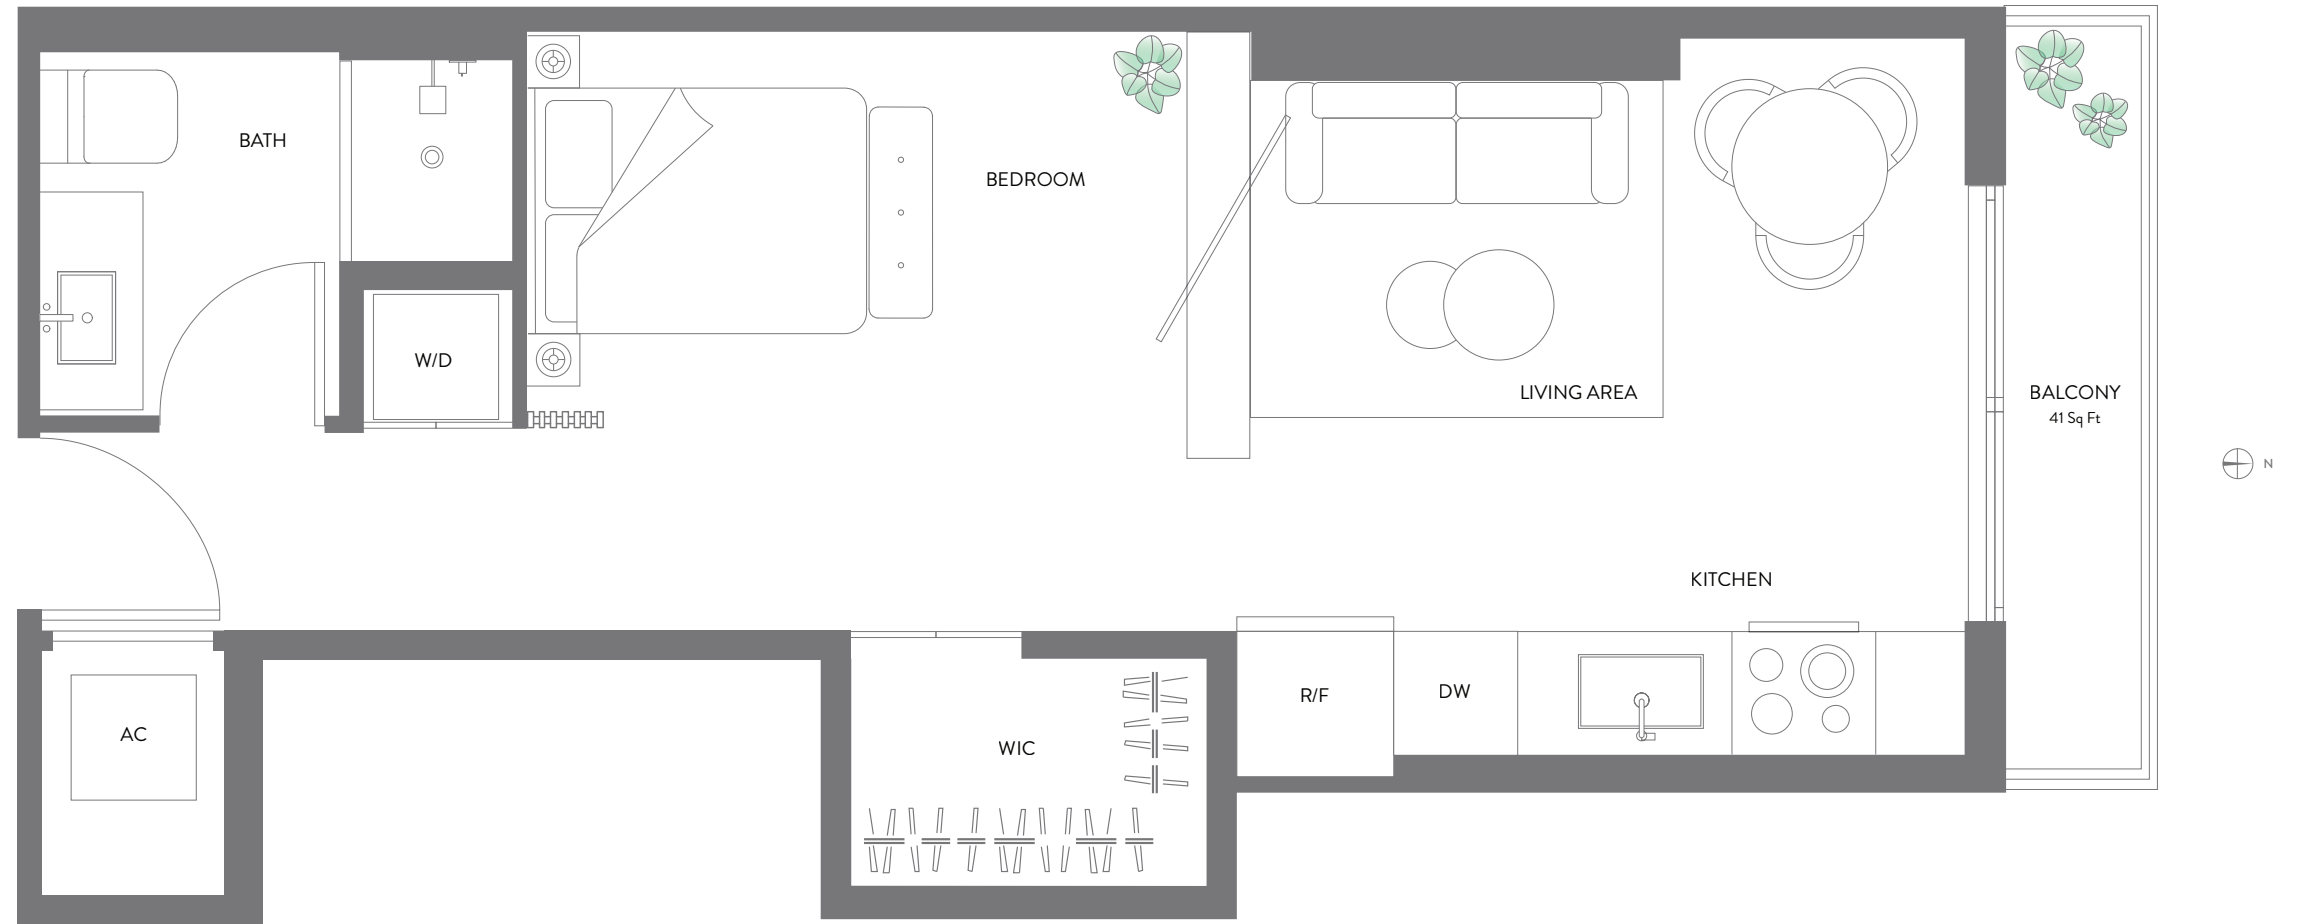 BATH
BEDROOM
W/D
LIVING AREA
BALCONY
41 Sq Ft
N
KITCHEN
R/F
DW
AC
WIC